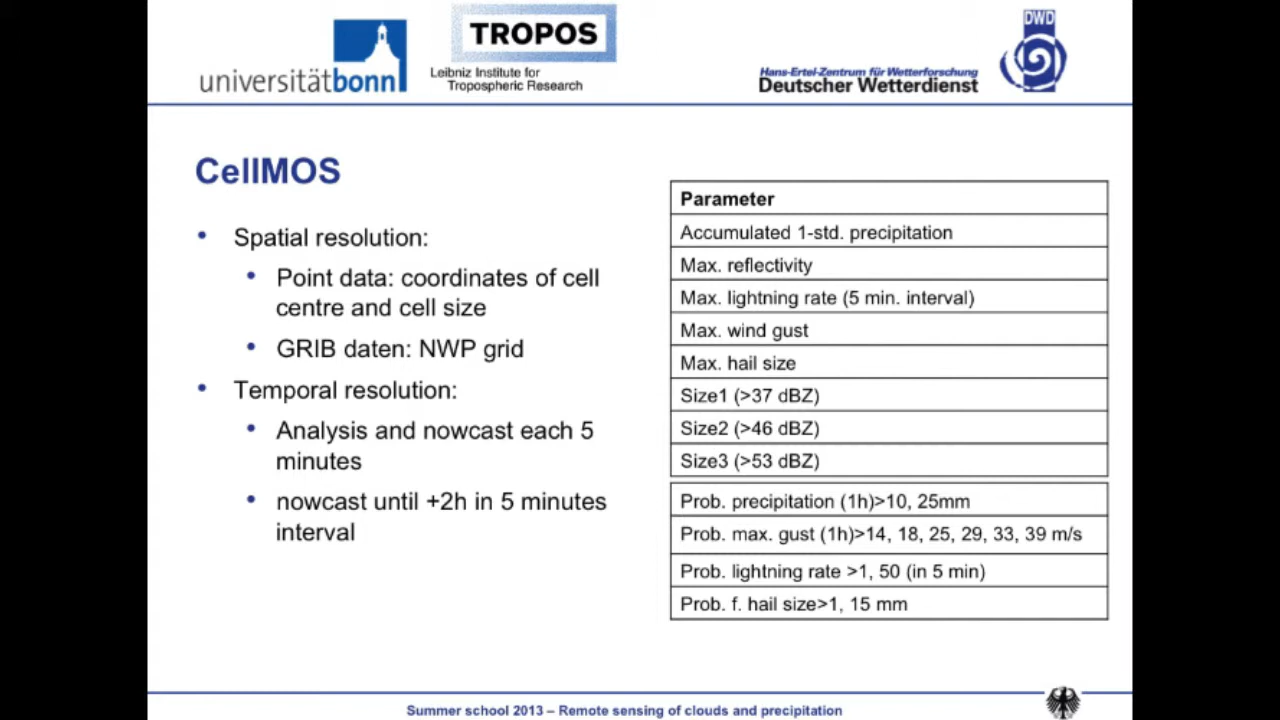 universitätbonn
TROPOS
Leibniz Institute for
Tropospheric Research
Hans-Ertel-Zentrum für Wetterforschung
Deutscher Wetterdienst
DWD
CellMOS
• Spatial resolution:
• Point data: coordinates of cell
centre and cell size
• GRIB daten: NWP grid
• Temporal resolution:
• Analysis and nowcast each 5
minutes
• nowcast until +2h in 5 minutes
interval
Parameter
Accumulated 1-std. precipitation
Max. reflectivity
Max. lightning rate (5 min. interval)
Max. wind gust
Max. hail size
Size1 (>37 dBZ)
Size2 (>46 dBZ)
Size3 (>53 dBZ)
Prob. precipitation (1h)>10, 25mm
Prob. max. gust (1h)>14, 18, 25, 29, 33, 39 m/s
Prob. lightning rate >1, 50 (in 5 min)
Prob. f. hail size>1, 15 mm
Summer school 2013 – Remote sensing of clouds and precipitation